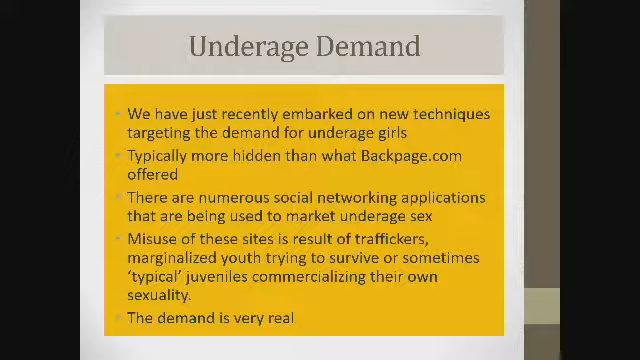 Underage Demand
We have just recently embarked on new techniques
targeting the demand for underage girls
Typically more hidden than what Backpage.com
offered
There are numerous social networking applications
that are being used to market underage sex
Misuse of these sites is result of traffickers,
marginalized youth trying to survive or sometimes
‘typical’ juveniles commercializing their own
sexuality.
The demand is very real